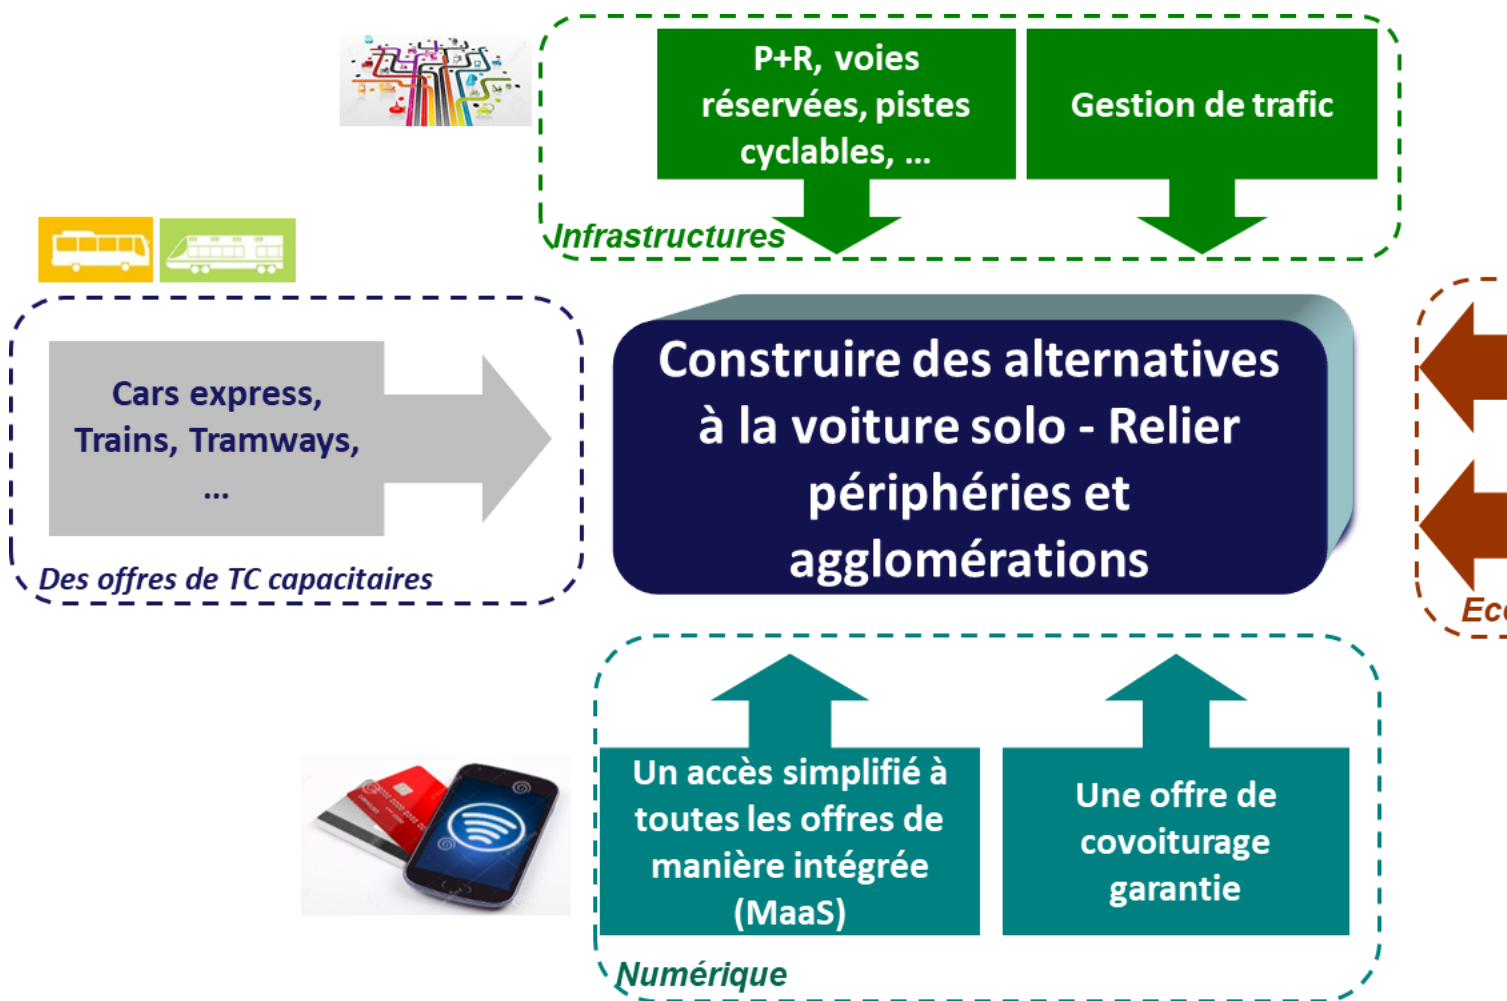 P+R, voies
réservées, pistes
cyclables, ...
Gestion de trafic
Infrastructures
Cars express,
Trains, Tramways,
...
Des offres de TC capacitaires
Construire des alternatives
à la voiture solo - Relier
périphéries et
agglomérations
Un accès simplifié à
toutes les offres de
manière intégrée
(MaaS)
Une offre de
covoiturage
garantie
Numérique